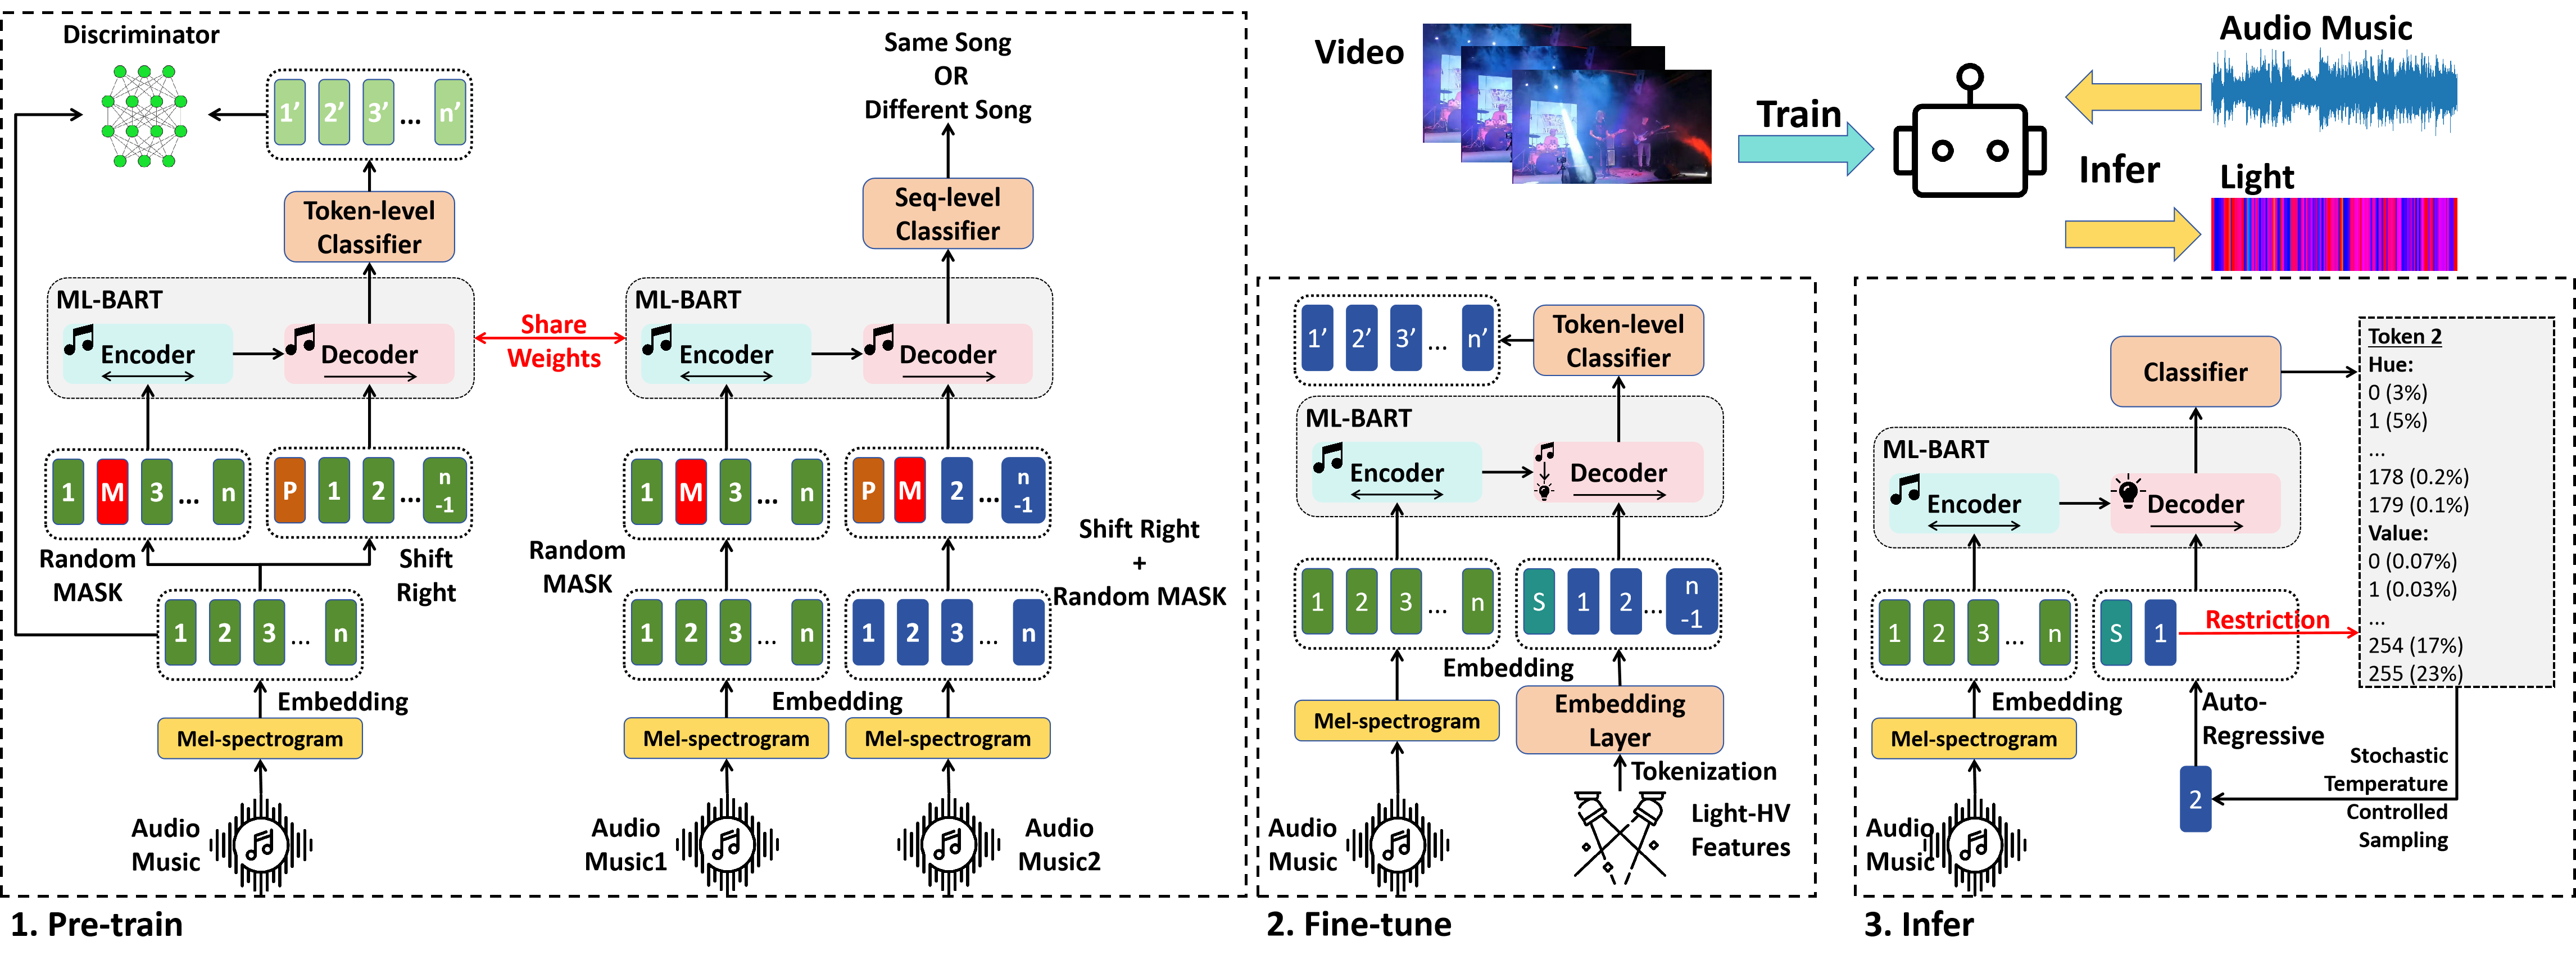 Discriminator
1’ 2’ 3’ ... n’
Token-level
Classifier
ML-BART
Encoder
Decoder
1 M 3 ... n
P 1 2 ... n
-1
Random
MASK
Shift
Right
1 2 3 ... n
Embedding
Mel-spectrogram
Audio
Music
Share
Weights
Same Song
OR
Different Song
Seq-level
Classifier
ML-BART
Encoder
Decoder
1 M 3 ... n
P M 2 ... n
-1
Random
MASK
Shift Right
+
Random MASK
1 2 3 ... n
1 2 3 ... n
Embedding
Mel-spectrogram
Mel-spectrogram
Audio
Music1
Audio
Music2
1. Pre-train
Video
Train
Audio Music
Infer
Light
1’ 2’ 3’ ... n’
Token-level
Classifier
ML-BART
Encoder
Decoder
1 2 3 ... n
S 1 2 ... n
-1
Embedding
Mel-spectrogram
Embedding
Layer
Tokenization
Audio
Music
Light-HV
Features
2. Fine-tune
Classifier
ML-BART
Encoder
Decoder
1 2 3 ... n
S 1
Restriction
Token 2
Hue:
0 (3%)
1 (5%)
...
178 (0.2%)
179 (0.1%)
Value:
0 (0.07%)
1 (0.03%)
...
254 (17%)
255 (23%)
Embedding
Mel-spectrogram
Auto-
Regressive
2
Stochastic
Temperature
Controlled
Sampling
Audio
Music
3. Infer